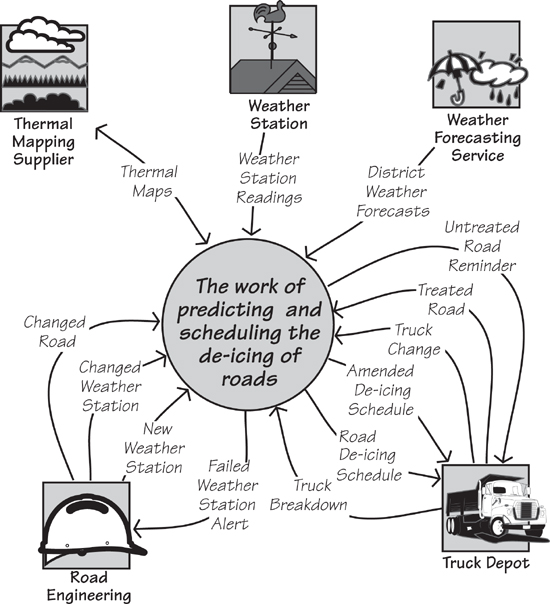 Thermal
Mapping
Supplier
Weather
Station
Weather
Forecasting
Service
Thermal
Maps
Weather
Station
Readings
District
Weather
Forecasts
Untreated
Road
Reminder
The work of
predicting and
scheduling the
de-icing of
roads
Treated
Road
Truck
Change
Amended
De-icing
Schedule
Road
De-icing
Schedule
Truck
Breakdown
Changed
Road
Changed
Weather
Station
New
Weather
Station
Failed
Weather
Station
Alert
Road
Engineering
Truck Depot